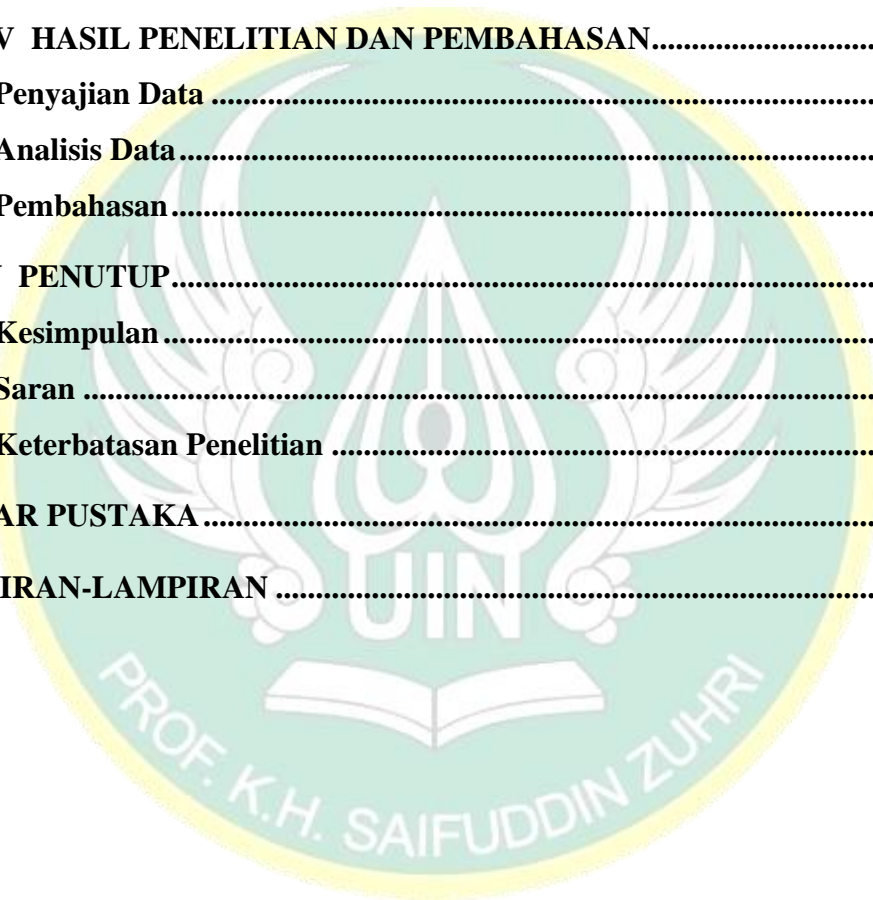 V HASIL PENELITIAN DAN PEMBAHASAN............................
Penyajian Data ..............................................................................
Analisis Data..................................................................................
Pembahasan...................................................................................
PENUTUP.....................................................................................
Kesimpulan....................................................................................
Saran .............................................................................................
Keterbatasan Penelitian ................................................................
AR PUSTAKA................................................................................
IRAN-LAMPIRAN ........................................................................
UIN
PROF. K.H. SAIFUDDIN ZUHRI